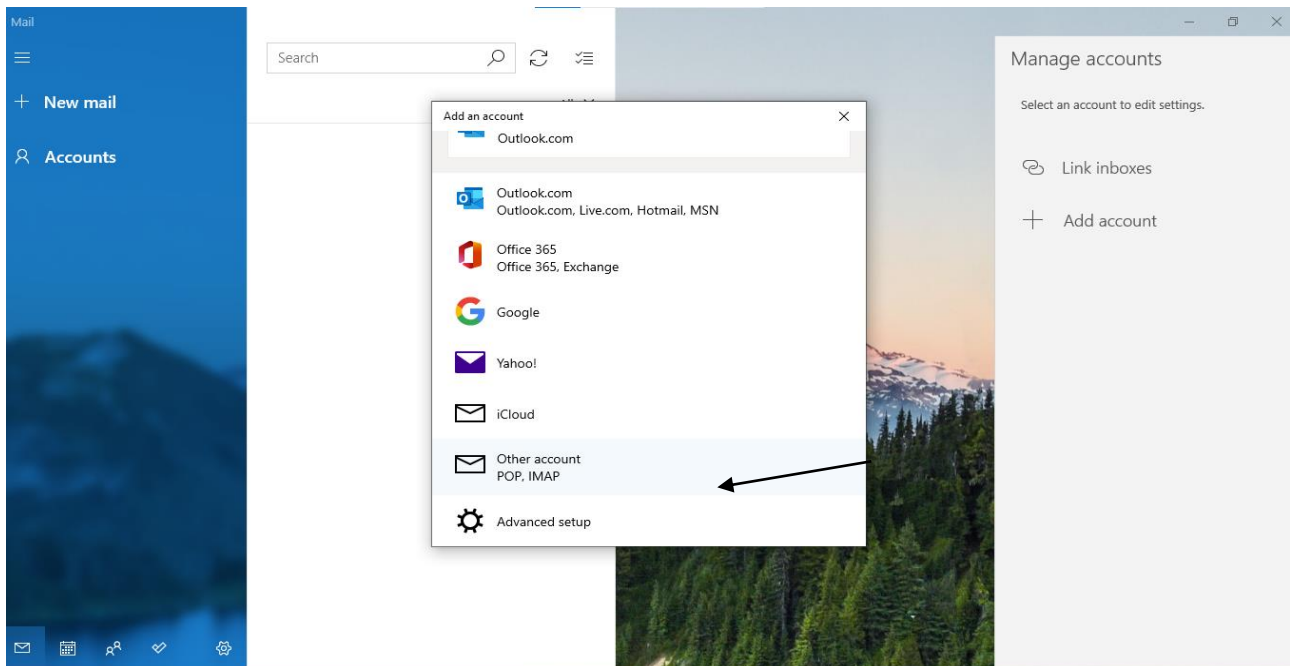 Mail
New mail
Accounts
Search
Add an account
Outlook.com
Outlook.com
Outlook.com, Live.com, Hotmail, MSN
Office 365
Office 365, Exchange
Google
Yahoo!
iCloud
Other account
POP, IMAP
Advanced setup
Manage accounts
Select an account to edit settings.
Link inboxes
Add account